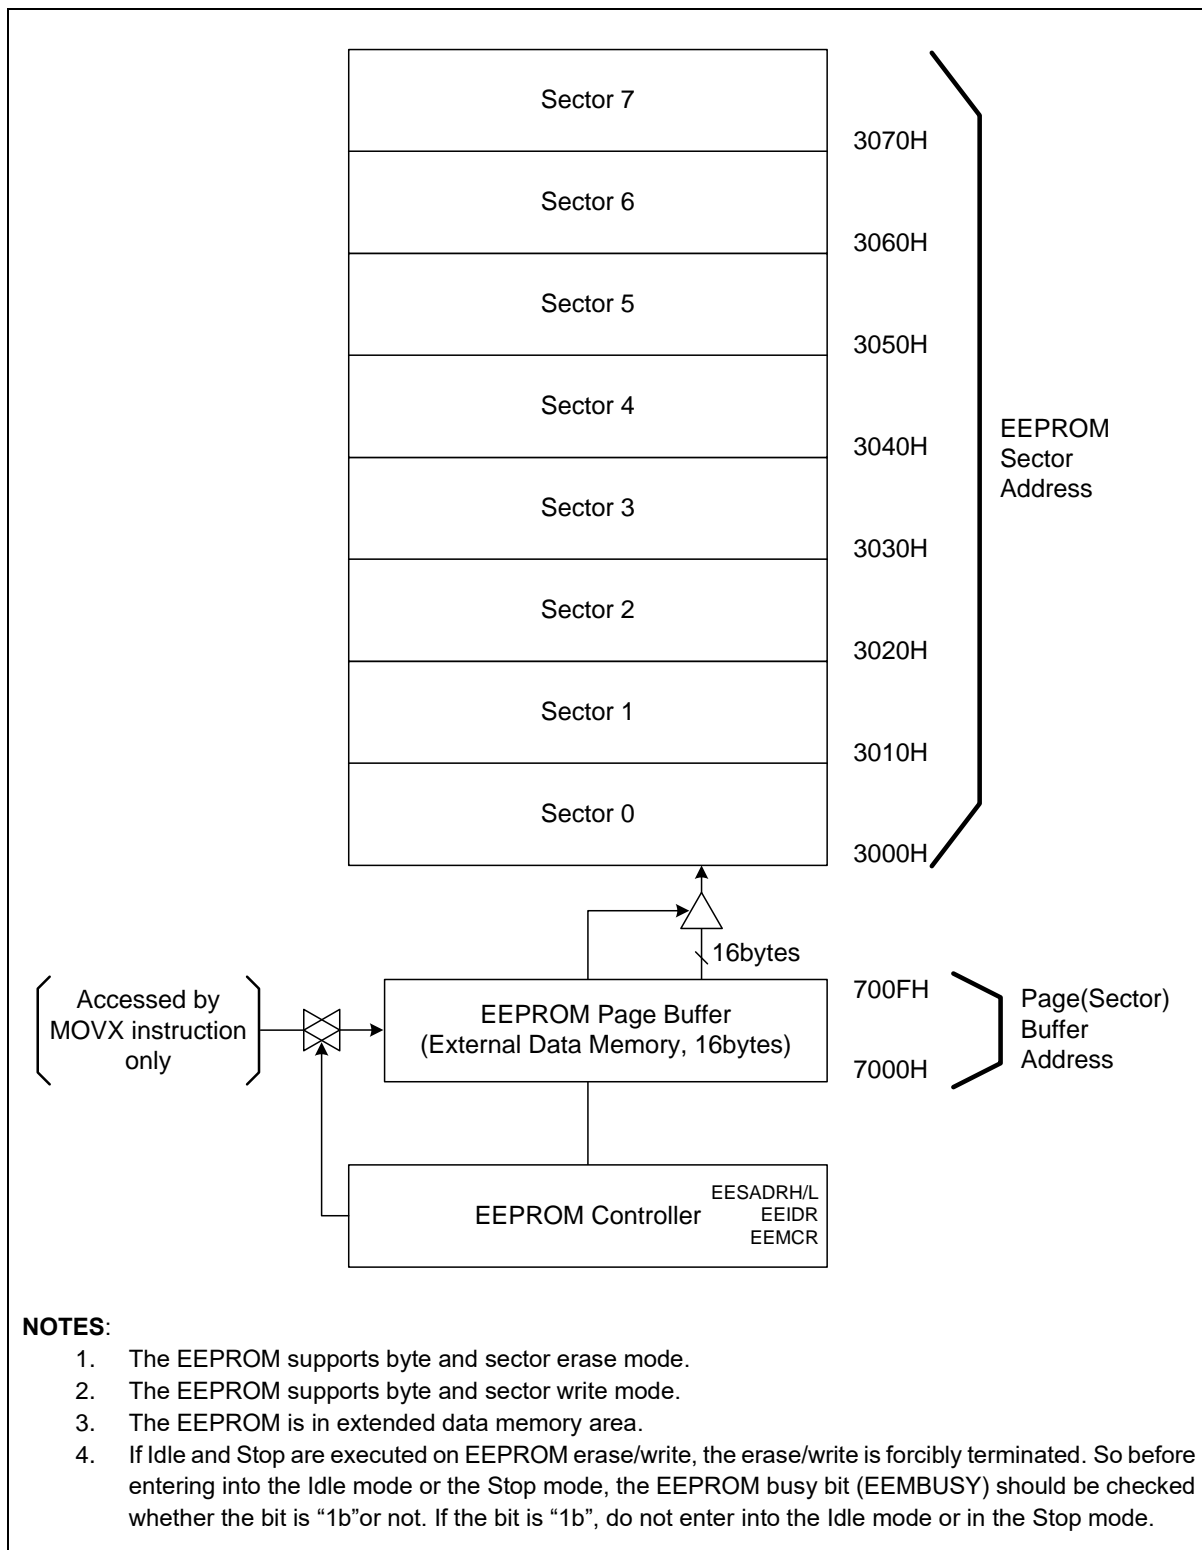 Sector 7
3070H
Sector 6
3060H
Sector 5
3050H
Sector 4
3040H
EEPROM
Sector
Address
Sector 3
3030H
Sector 2
3020H
Sector 1
3010H
Sector 0
3000H
16bytes
Accessed by
MOVX instruction
only
EEPROM Page Buffer
(External Data Memory, 16bytes)
700FH
7000H
Page(Sector)
Buffer
Address
EEPROM Controller
EESADRH/L
EEIDR
EEMCR
NOTES:
1. The EEPROM supports byte and sector erase mode.
2. The EEPROM supports byte and sector write mode.
3. The EEPROM is in extended data memory area.
4. If Idle and Stop are executed on EEPROM erase/write, the erase/write is forcibly terminated. So before
entering into the Idle mode or the Stop mode, the EEPROM busy bit (EEMBUSY) should be checked
whether the bit is “1b”or not. If the bit is “1b”, do not enter into the Idle mode or in the Stop mode.